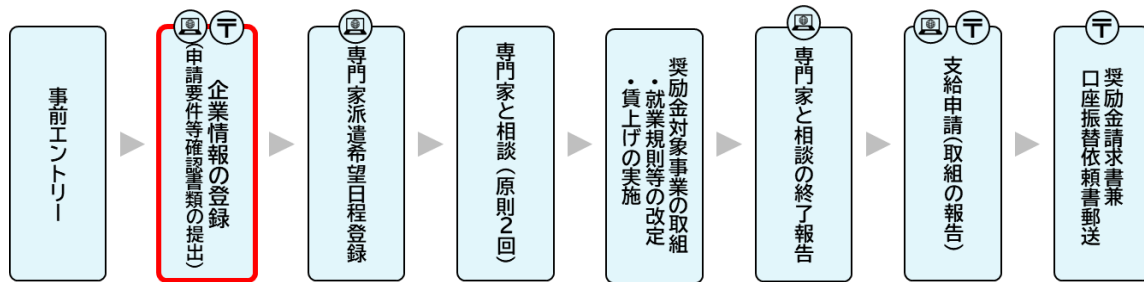 事前エントリー
〒
企業情報の登録
(申請要件等確認書類の提出)
専門家派遣希望日程登録
専門家と相談(原則2回)
奨励金対象事業の取組
・就業規則等の改定
・賃上げの実施
専門家と相談の終了報告
〒
支給申請(取組の報告)
〒
奨励金請求書兼
口座振替依頼書郵送